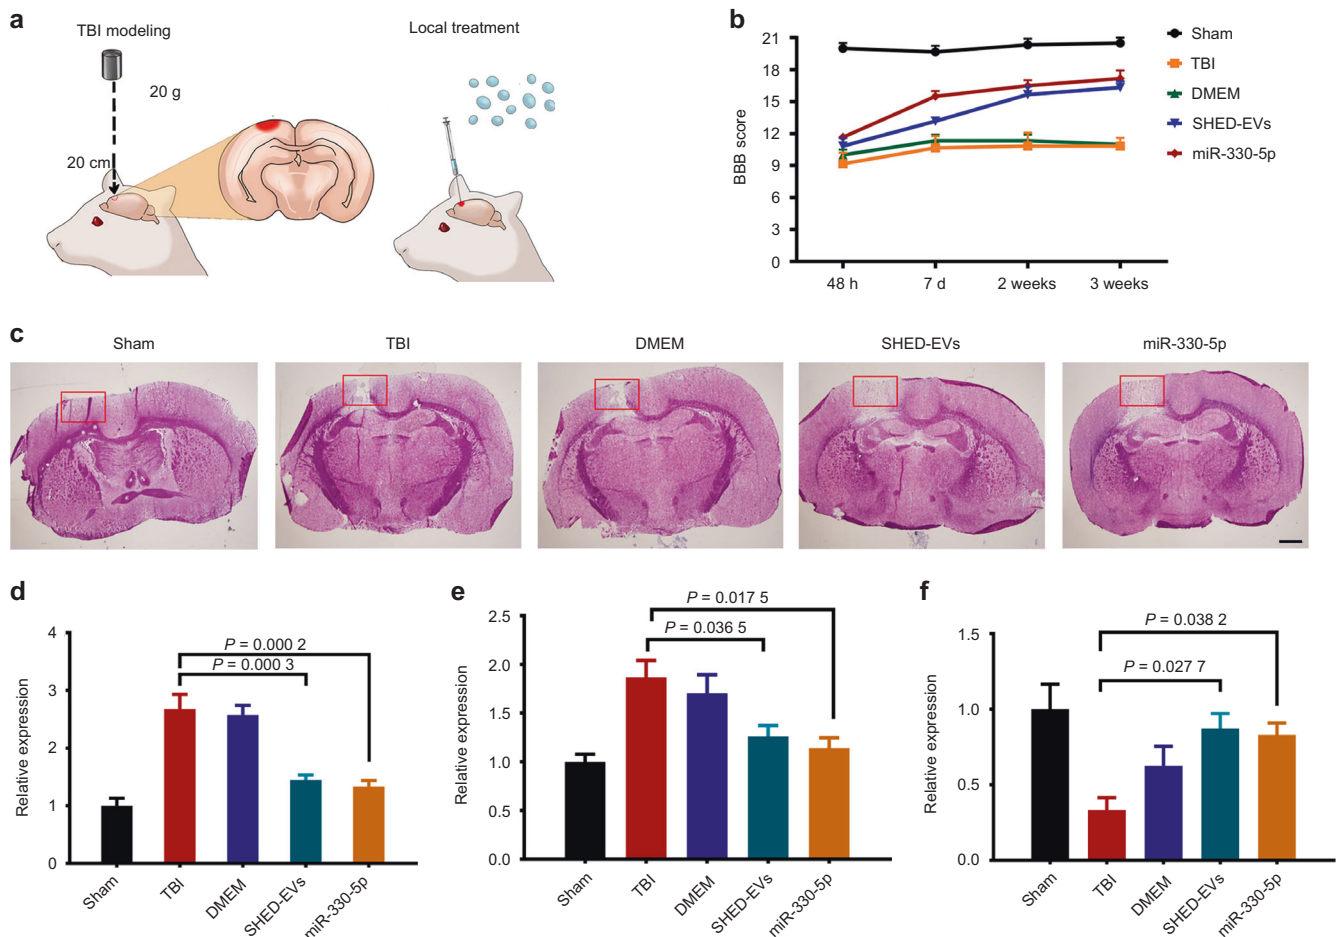 a
TBI modeling
Local treatment
20 g
20 cm
b
21
18
15
12
9
6
3
0
BBB score
48 h
7 d
2 weeks
3 weeks
Sham
TBI
DMEM
SHED-EVs
miR-330-5p
c
Sham
TBI
DMEM
SHED-EVs
miR-330-5p
d
4
3
2
1
0
Relative expression
P = 0.000 2
P = 0.000 3
Sham
TBI
DMEM
SHED-EVs
miR-330-5p
e
2.5
2.0
1.5
1.0
0.5
0.0
Relative expression
P = 0.017 5
P = 0.036 5
Sham
TBI
DMEM
SHED-EVs
miR-330-5p
f
1.5
1.0
0.5
0.0
Relative expression
P = 0.038 2
P = 0.027 7
Sham
TBI
DMEM
SHED-EVs
miR-330-5p